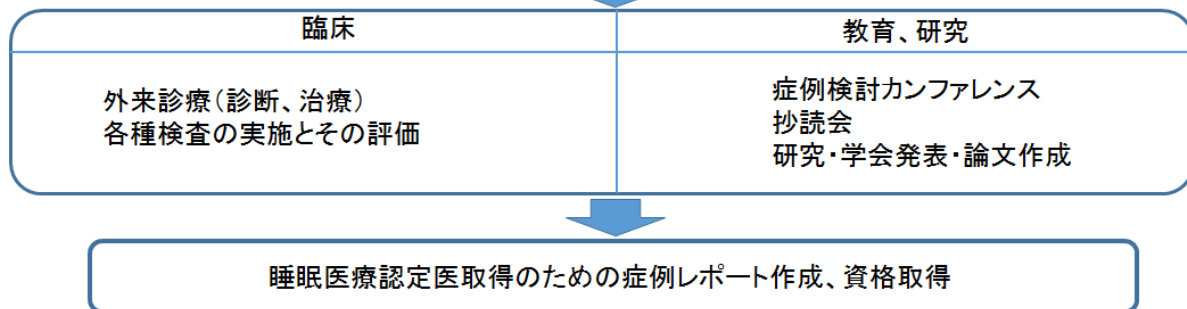 臨床
教育、研究
外来診療（診断、治療）
各種検査の実施とその評価
症例検討カンファレンス
抄読会
研究・学会発表・論文作成
睡眠医療認定医取得のための症例レポート作成、資格取得